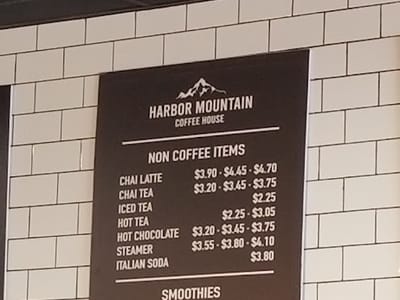 HARBOR MOUNTAIN
COFFEE HOUSE
NON COFFEE ITEMS
CHAI LATTE $3.90 - $4.45 - $4.70
CHAI TEA $3.20 - $3.45 - $3.75
ICED TEA $2.25
HOT TEA $2.25 - $3.05
HOT CHOCOLATE $3.20 - $3.45 - $3.75
STEAMER $3.55 - $3.80 - $4.10
ITALIAN SODA $3.80
SMOOTHIES